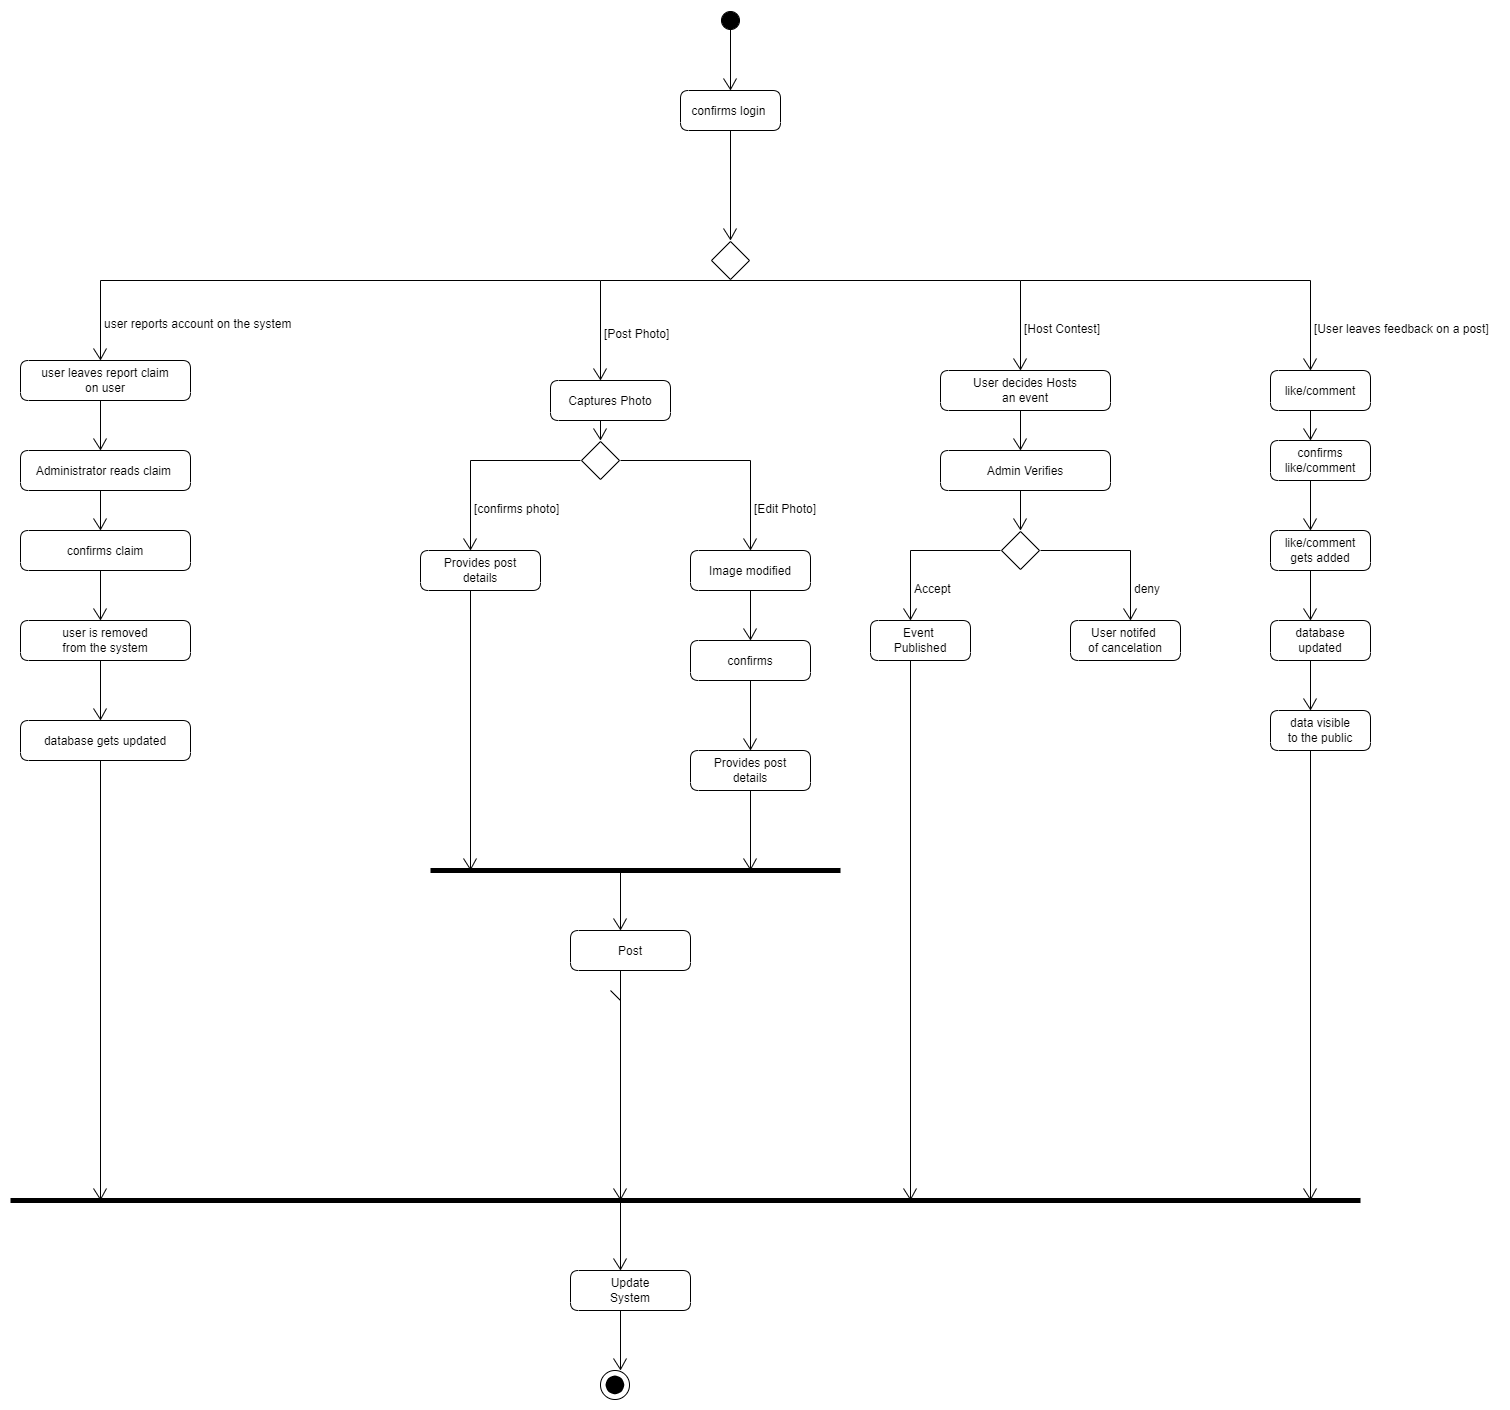 confirms login
user reports account on the system
[Post Photo]
[Host Contest]
[User leaves feedback on a post]
user leaves report claim
on user
Administrator reads claim
confirms claim
user is removed
from the system
database gets updated
Captures Photo
[confirms photo]
[Edit Photo]
Provides post
details
Image modified
confirms
Provides post
details
Post
User decides Hosts
an event
Admin Verifies
Accept
deny
Event
Published
User notifed
of cancelation
like/comment
confirms
like/comment
like/comment
gets added
database
updated
data visible
to the public
Update
System